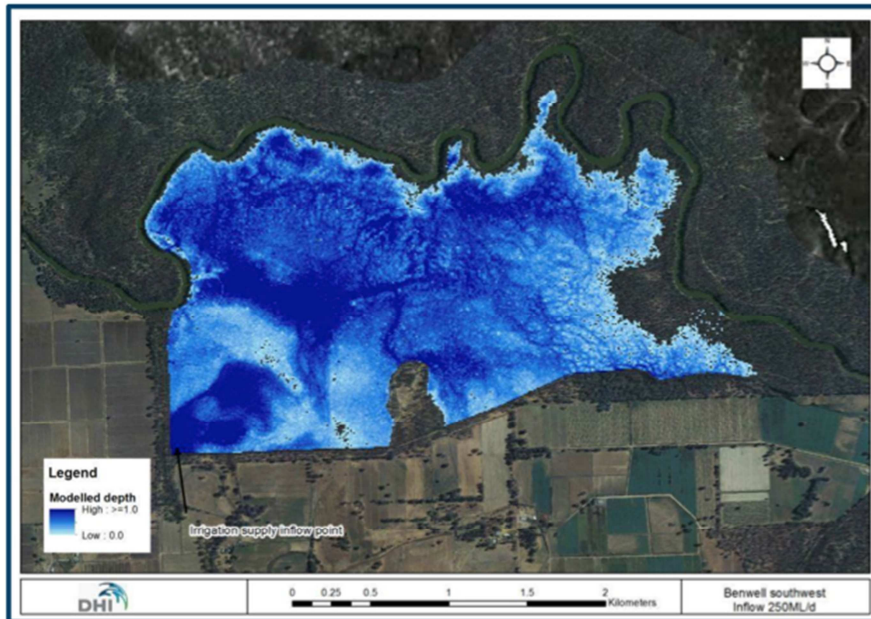 Legend
Modelled depth
High : >=1.0
Low : 0.0
Irrigation supply inflow point
DHI
0 0.25 0.5 1 1.5 2
Kilometers
Benwell southwest
Inflow 250ML/d